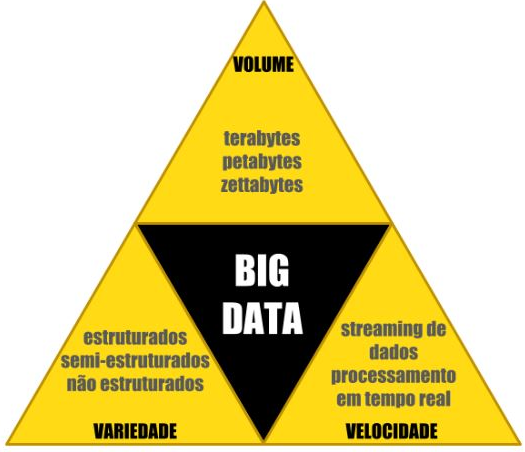 VOLUME
terabytes
petabytes
zettabytes
BIG
DATA
estruturados
semi-estruturados
não estruturados
VARIEDADE
streaming de
dados
processamento
em tempo real
VELOCIDADE